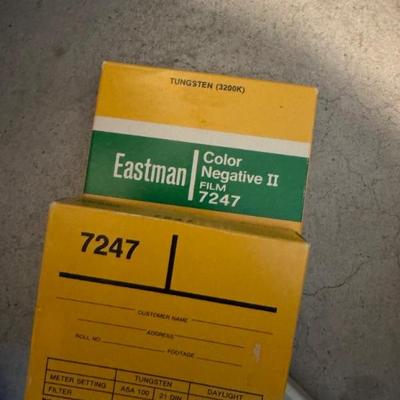 TUNGSTEN (3200K)
Eastman
Color
Negative II
FILM
7247
7247
CUSTOMER NAME
ADDRESS
ROLL NO
FOOTAGE
TUNGSTEN DAYLIGHT
METER SETTING ASA 100 21 DIN
FILTER